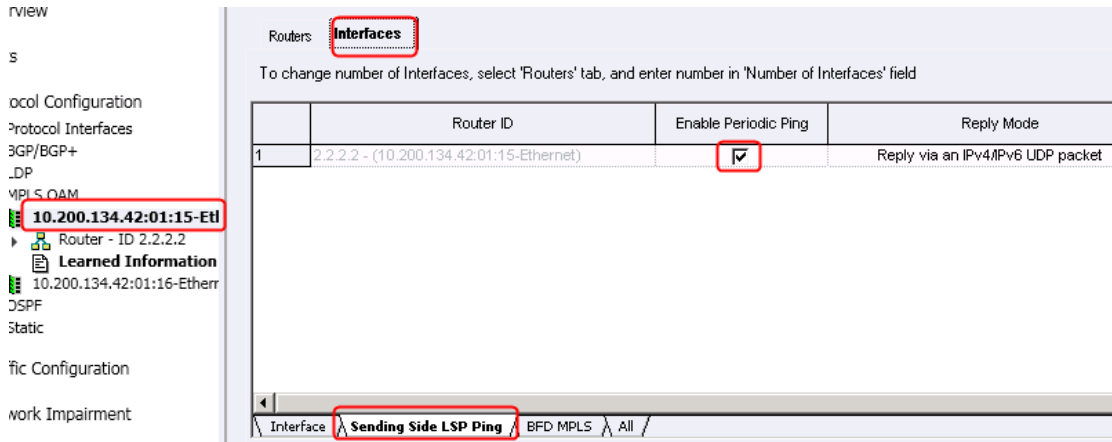 rview
s
ocol Configuration
Protocol Interfaces
BGP/BGP+
LDP
MPLS OAM
10.200.134.42:01:15-Etl
Router - ID 2.2.2.2
Learned Information
10.200.134.42:01:16-Ethern
OSPF
Static
fic Configuration
work Impairment
Routers Interfaces
To change number of Interfaces, select 'Routers' tab, and enter number in 'Number of Interfaces' field
Router ID Enable Periodic Ping Reply Mode
1 2.2.2.2 - (10.200.134.42:01:15-Ethernet) Reply via an IPv4/IPv6 UDP packet
Interface Sending Side LSP Ping BFD MPLS All